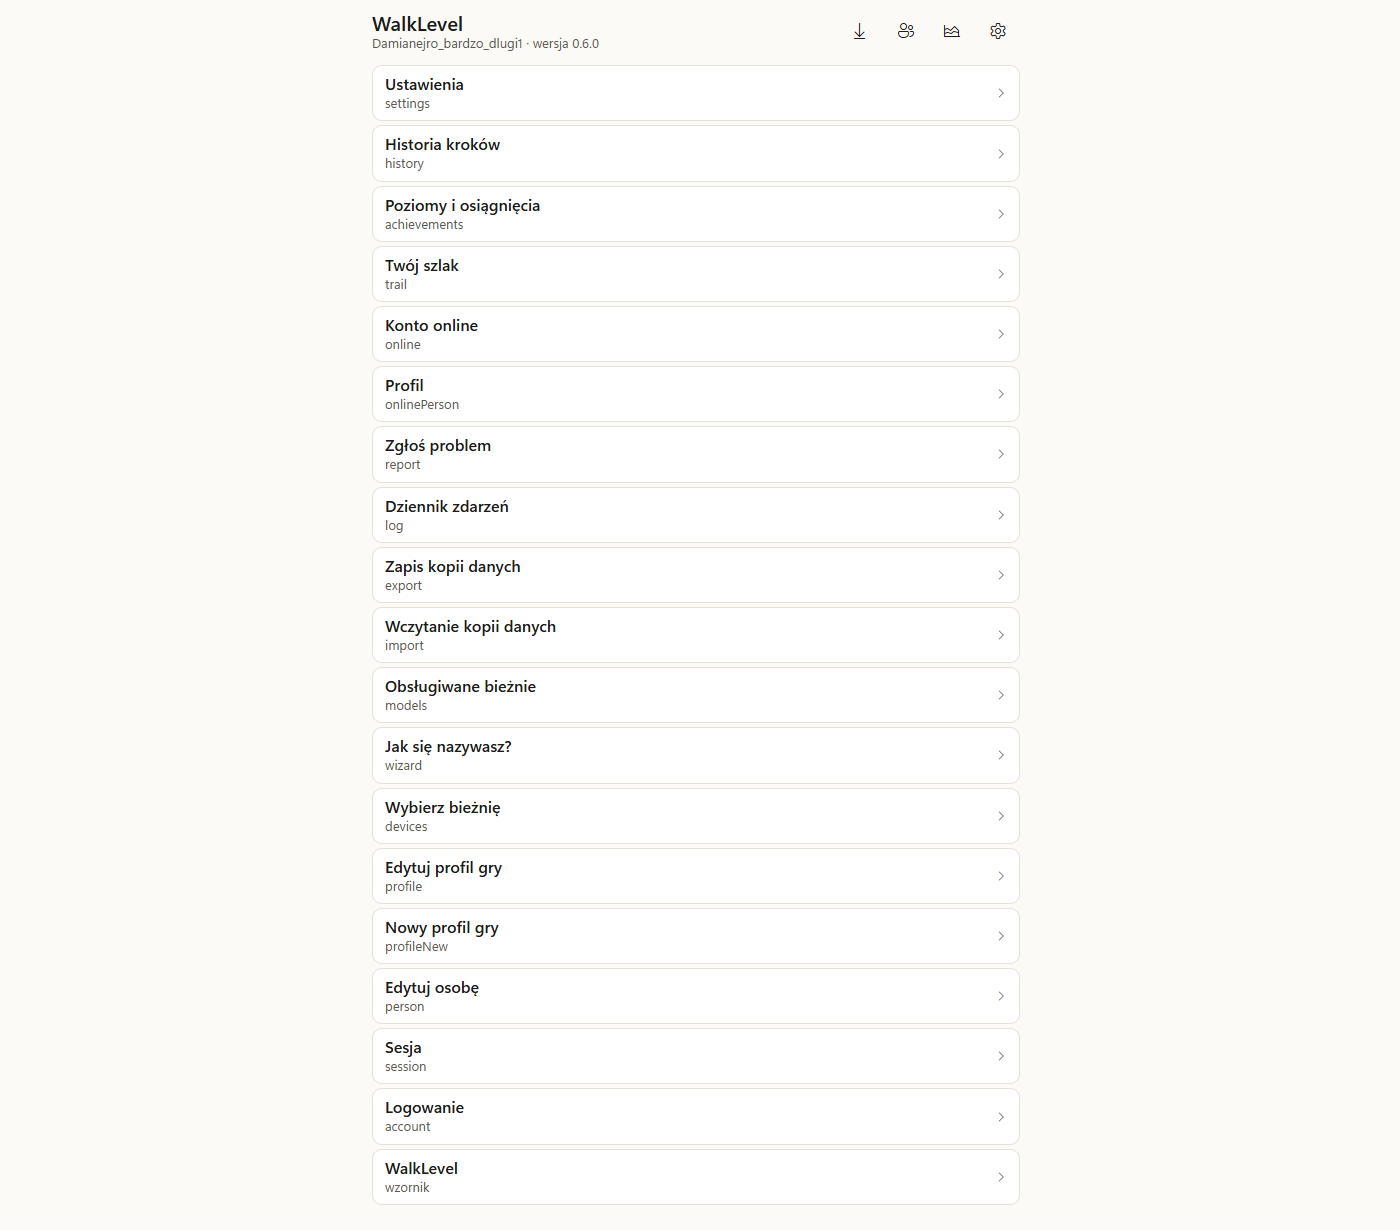 WalkLevel
Damianejro_bardzo_dlugi1 · wersja 0.6.0
Ustawienia
settings
Historia kroków
history
Poziomy i osiągnięcia
achievements
Twój szlak
trail
Konto online
online
Profil
onlinePerson
Zgłoś problem
report
Dziennik zdarzeń
log
Zapis kopii danych
export
Wczytanie kopii danych
import
Obsługiwane bieżnie
models
Jak się nazywasz?
wizard
Wybierz bieżnię
devices
Edytuj profil gry
profile
Nowy profil gry
profileNew
Edytuj osobę
person
Sesja
session
Logowanie
account
WalkLevel
wzornik